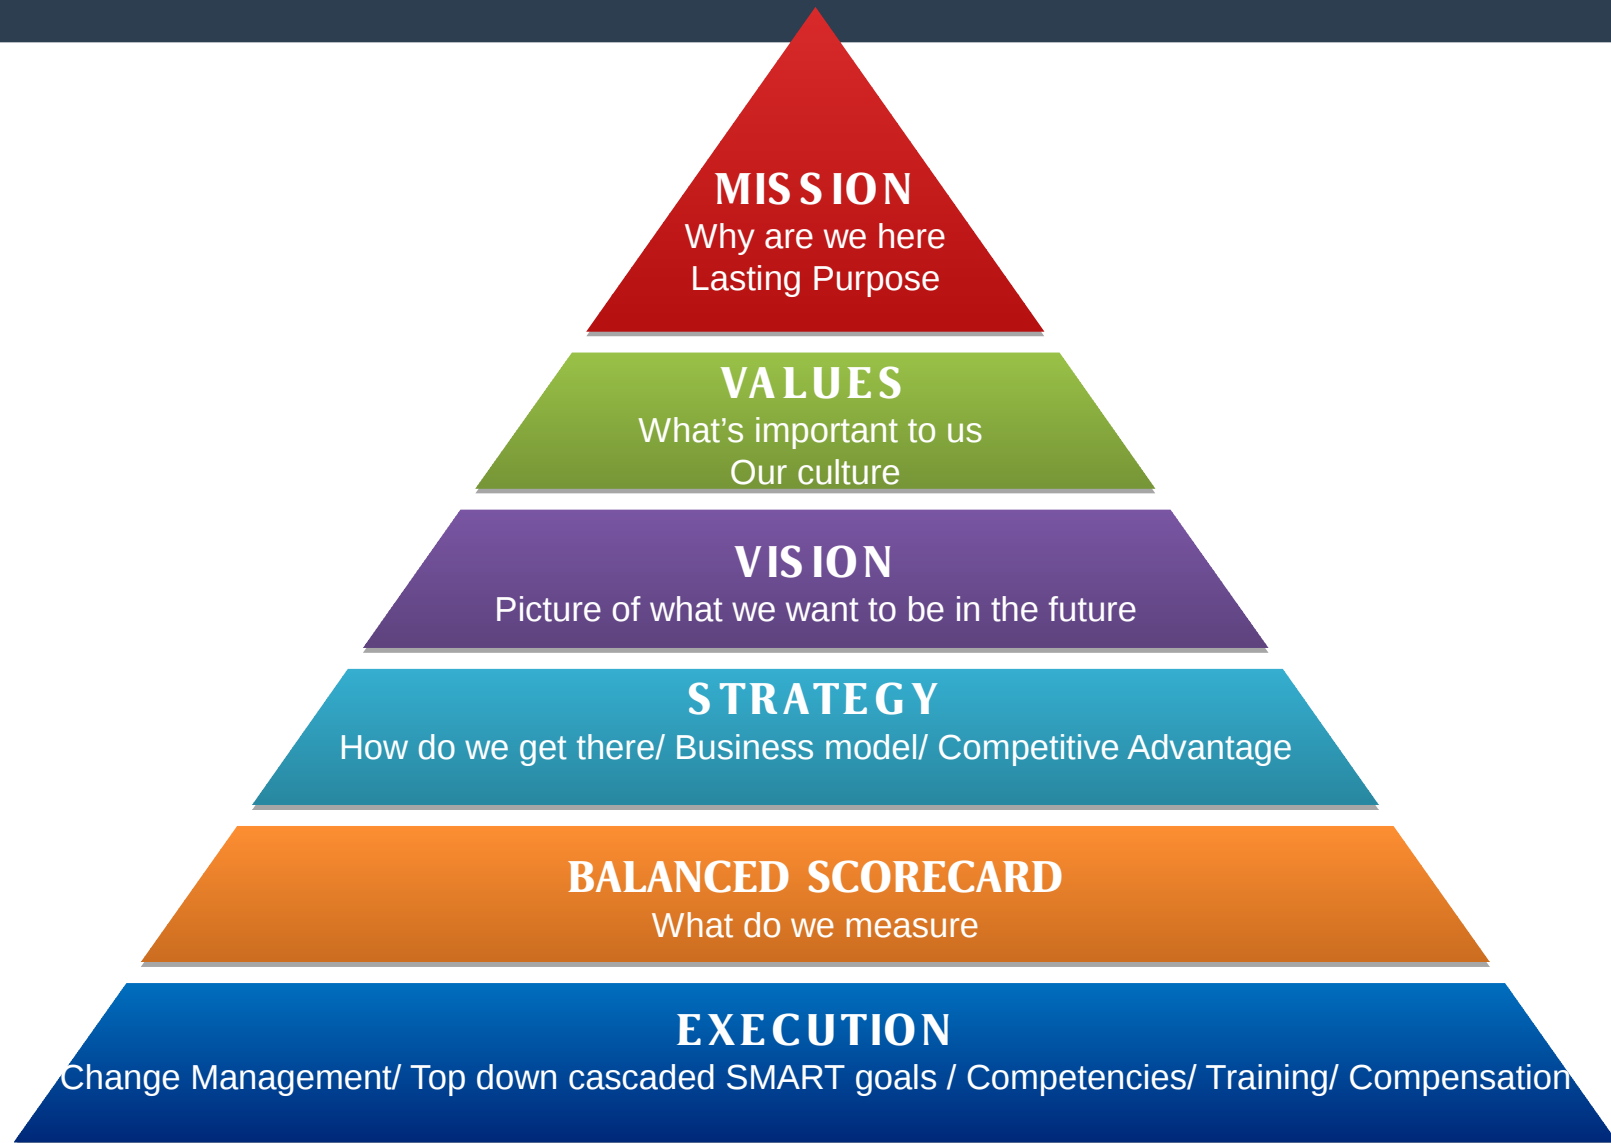 MISSION
Why are we here
Lasting Purpose
VALUES
What’s important to us
Our culture
VISION
Picture of what we want to be in the future
STRATEGY
How do we get there/ Business model/ Competitive Advantage
BALANCED SCORECARD
What do we measure
EXECUTION
Change Management/ Top down cascaded SMART goals / Competencies/ Training/ Compensation